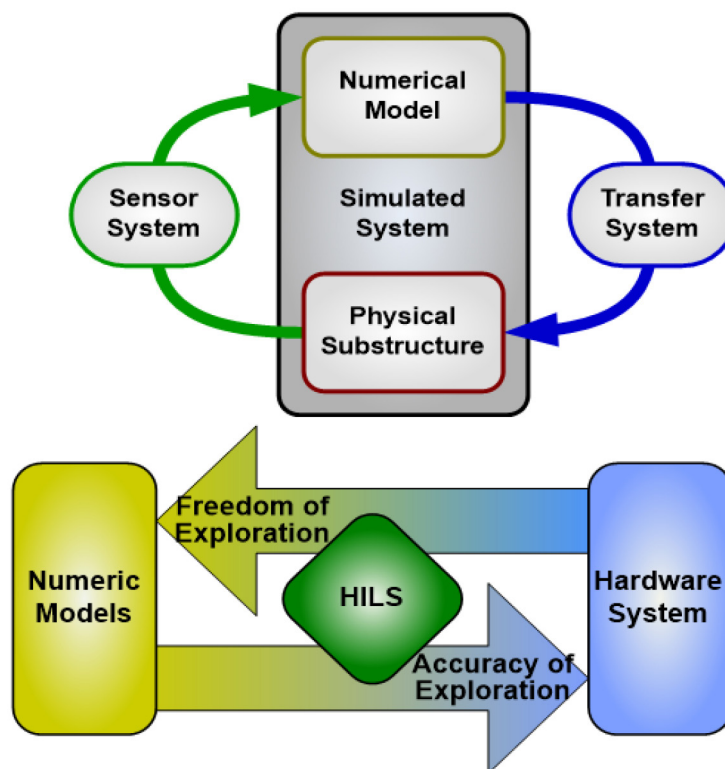 Numerical
Model
Sensor
System
Simulated
System
Transfer
System
Physical
Substructure
Freedom of
Exploration
Numeric
Models
HILS
Hardware
System
Accuracy of
Exploration